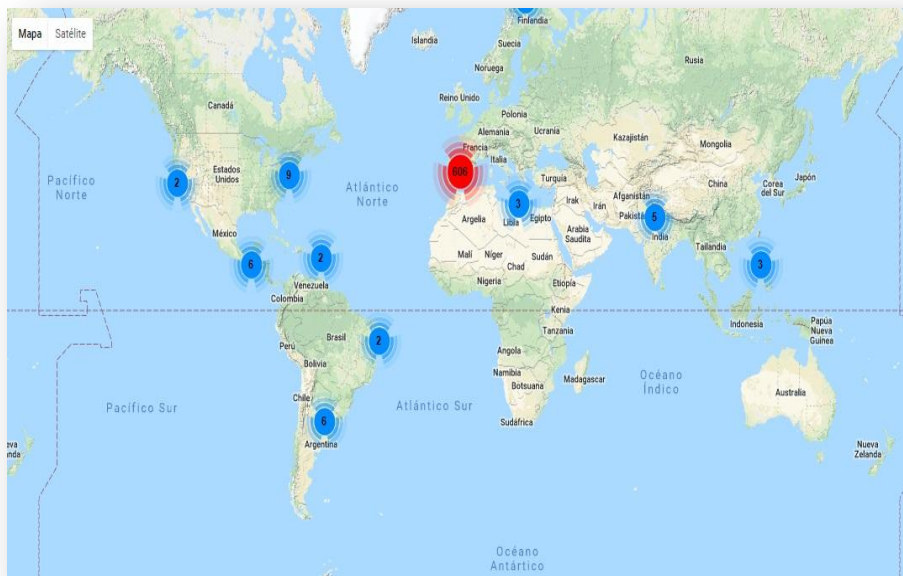 Mapa
Satélite
Finlandia
Islandia
Suecia
Rusia
Noruega
Canadá
Reino Unido
Polonia
Alemania
Ucrania
Francia
Kazajistán
Mongolia
Italia
Estados
Unidos
2
9
606
Turquía
Pacífico
Norte
Atlántico
Norte
Afganistán
China
Corea
del Sur
Japón
3
Irak
Irán
Pakistán
5
Argelia
Libia
Egipto
México
Arabia
Saudita
India
Tailandia
6
2
Malí
Níger
Sudán
Chad
3
Venezuela
Nigeria
Etiopía
Colombia
Kenia
Indonesia
Papúa
Nueva
Guinea
Tanzania
Brasil
2
Perú
Angola
Bolivia
Namibia
Botsuana
Madagascar
Océano
Índico
Australia
Chile
Pacífico Sur
Atlántico Sur
6
Sudáfrica
Argentina
eva
anda
Nueva
Zelanda
Océano
Antártico